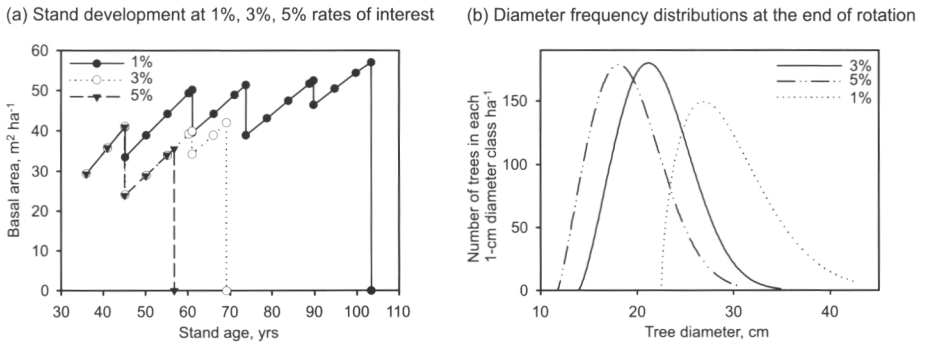 (a) Stand development at 1%, 3%, 5% rates of interest
60
50
40
30
20
10
0
Basal area, m² ha⁻¹
1%
3%
5%
30 40 50 60 70 80 90 100 110
Stand age, yrs
(b) Diameter frequency distributions at the end of rotation
150
100
50
0
Number of trees in each
1-cm diameter class ha⁻¹
3%
5%
1%
10 20 30 40
Tree diameter, cm